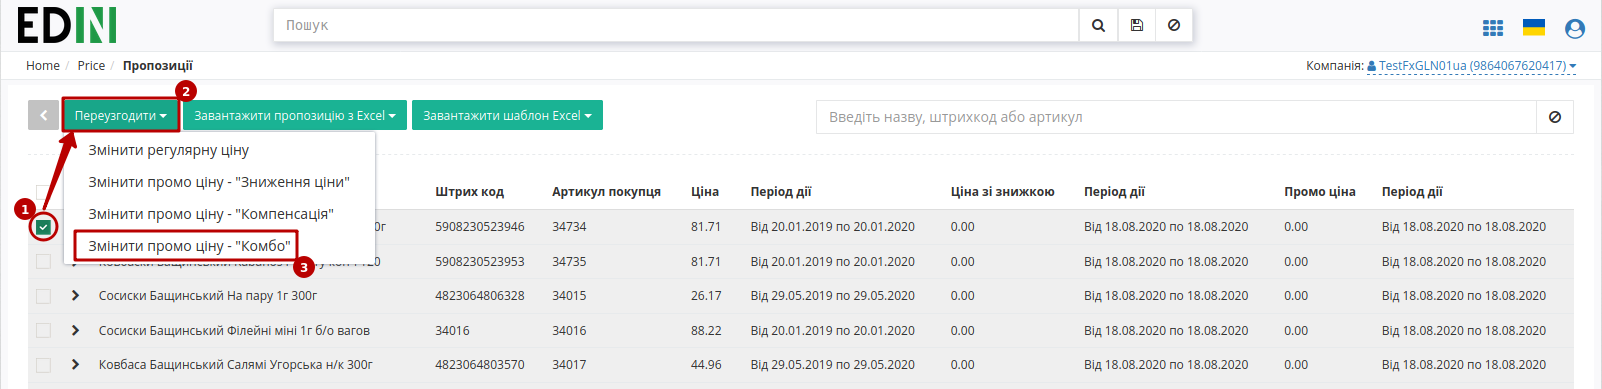 EDIN
Пошук
Home / Price / Пропозиції
Компанія: TestFxGLN01ua (9864067620417)
2
Переузгодити
Завантажити пропозицію з Excel
Завантажити шаблон Excel
Введіть назву, штрихкод або артикул
Змінити регулярну ціну
Змінити промо ціну - "Зниження ціни"
Змінити промо ціну - "Компенсація"
Змінити промо ціну - "Комбо"
1
3
Штрих код Артикул покупця Ціна Період дії Ціна зі знижкою Період дії Промо ціна Період дії
0г 5908230523946 34734 81.71 Від 20.01.2019 по 20.01.2020 0.00 Від 18.08.2020 по 18.08.2020 0.00 Від 18.08.2020 по 18.08.2020
5908230523953 34735 81.71 Від 20.01.2019 по 20.01.2020 0.00 Від 18.08.2020 по 18.08.2020 0.00 Від 18.08.2020 по 18.08.2020
Сосиски Бащинський На пару 1г 300г 4823064806328 34015 26.17 Від 29.05.2019 по 29.05.2020 0.00 Від 18.08.2020 по 18.08.2020 0.00 Від 18.08.2020 по 18.08.2020
Сосиски Бащинський Філейні міні 1г б/о вагов 34016 34016 88.22 Від 20.01.2019 по 20.01.2020 0.00 Від 18.08.2020 по 18.08.2020 0.00 Від 18.08.2020 по 18.08.2020
Ковбаса Бащинський Салямі Угорська н/к 300г 4823064803570 34017 44.96 Від 29.05.2019 по 29.05.2020 0.00 Від 18.08.2020 по 18.08.2020 0.00 Від 18.08.2020 по 18.08.2020